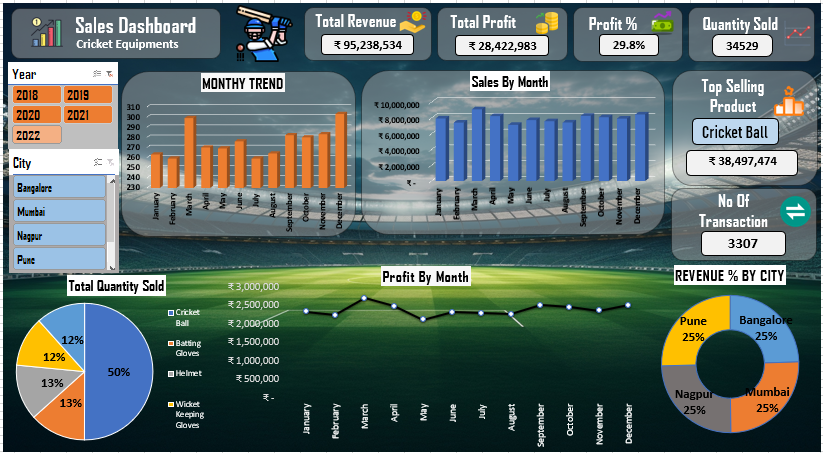 Sales Dashboard
Cricket Equipments
Total Revenue
₹ 95,238,534
Total Profit
₹ 28,422,983
Profit %
29.8%
Quantity Sold
34529
Year
2018
2019
2020
2021
2022
City
Bangalore
Mumbai
Nagpur
Pune
MONTHY TREND
310
300
290
280
270
260
250
240
230
January
February
March
April
May
June
July
August
September
October
November
December
Sales By Month
₹ 10,000,000
₹ 8,000,000
₹ 6,000,000
₹ 4,000,000
₹ 2,000,000
₹ -
January
February
March
April
May
June
July
August
September
October
November
December
Top Selling
Product
Cricket Ball
₹ 38,497,474
No Of
Transaction
3307
Total Quantity Sold
12%
12%
13%
13%
50%
Cricket
Ball
Batting
Gloves
Helmet
Wicket
Keeping
Gloves
Profit By Month
₹ 3,000,000
₹ 2,500,000
₹ 2,000,000
₹ 1,500,000
₹ 1,000,000
₹ 500,000
₹ -
January
February
March
April
May
June
July
August
September
October
November
December
REVENUE % BY CITY
Pune
25%
Bangalore
25%
Nagpur
25%
Mumbai
25%